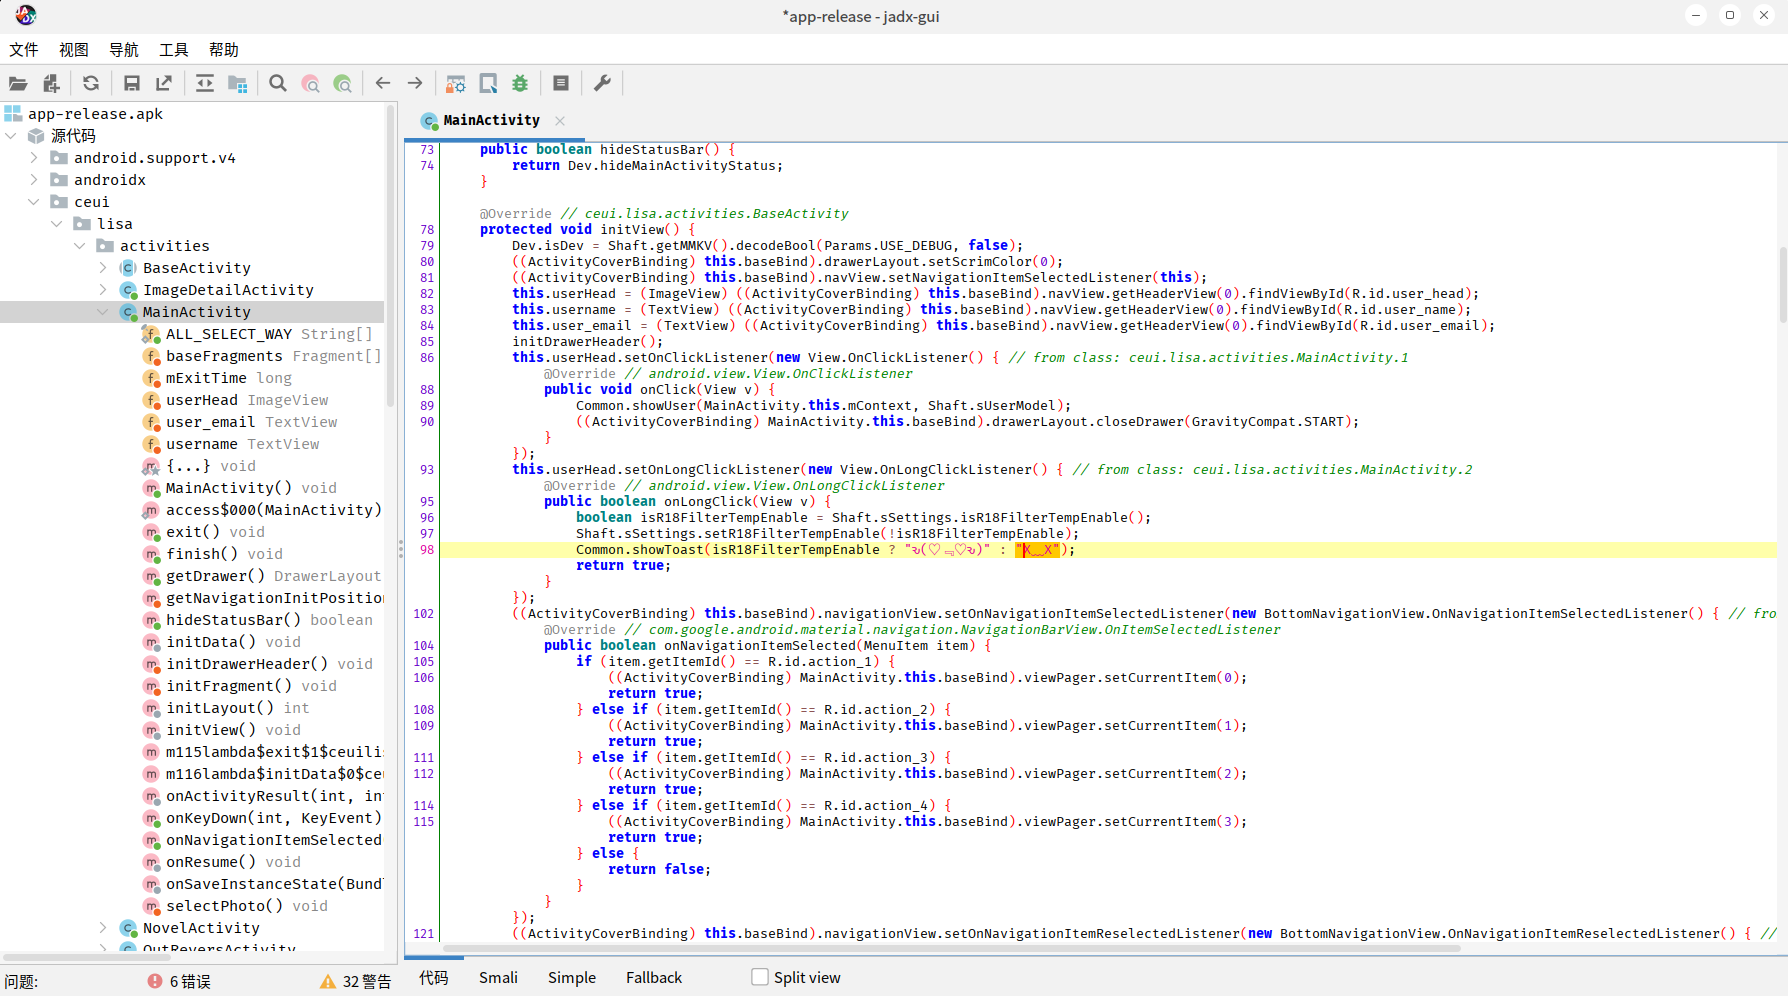 *app-release - jadx-gui
文件 视图 导航 工具 帮助
app-release.apk
源代码
android.support.v4
androidx
ceui
lisa
activities
BaseActivity
ImageDetailActivity
MainActivity
ALL_SELECT_WAY String[]
baseFragments Fragment[]
mExitTime long
userHead ImageView
user_email TextView
username TextView
{...} void
MainActivity() void
access$000(MainActivity)
exit() void
finish() void
getDrawer() DrawerLayout
getNavigationInitPosition
hideStatusBar() boolean
initData() void
initDrawerHeader() void
initFragment() void
initLayout() int
initView() void
m115lambda$exit$1$ceuilis
m116lambda$initData$0$ceu
onActivityResult(int, int
onKeyDown(int, KeyEvent)
onNavigationItemSelected
onResume() void
onSaveInstanceState(Bundl
selectPhoto() void
NovelActivity
OutReversActivity
问题: 6 错误 32 警告
MainActivity
73 public boolean hideStatusBar() {
74 return Dev.hideMainActivityStatus;
}
@Override // ceui.lisa.activities.BaseActivity
78 protected void initView() {
79 Dev.isDev = Shaft.getMMKV().decodeBool(Params.USE_DEBUG, false);
80 ((ActivityCoverBinding) this.baseBind).drawerLayout.setScrimColor(0);
81 ((ActivityCoverBinding) this.baseBind).navView.setNavigationItemSelectedListener(this);
82 this.userHead = (ImageView) ((ActivityCoverBinding) this.baseBind).navView.getHeaderView(0).findViewById(R.id.user_head);
83 this.username = (TextView) ((ActivityCoverBinding) this.baseBind).navView.getHeaderView(0).findViewById(R.id.user_name);
84 this.user_email = (TextView) ((ActivityCoverBinding) this.baseBind).navView.getHeaderView(0).findViewById(R.id.user_email);
85 initDrawerHeader();
86 this.userHead.setOnClickListener(new View.OnClickListener() { // from class: ceui.lisa.activities.MainActivity.1
@Override // android.view.View.OnClickListener
88 public void onClick(View v) {
89 Common.showUser(MainActivity.this.mContext, Shaft.sUserModel);
90 ((ActivityCoverBinding) MainActivity.this.baseBind).drawerLayout.closeDrawer(GravityCompat.START);
}
});
93 this.userHead.setOnLongClickListener(new View.OnLongClickListener() { // from class: ceui.lisa.activities.MainActivity.2
@Override // android.view.View.OnLongClickListener
95 public boolean onLongClick(View v) {
96 boolean isR18FilterTempEnable = Shaft.sSettings.isR18FilterTempEnable();
97 Shaft.sSettings.setR18FilterTempEnable(!isR18FilterTempEnable);
98 Common.showToast(isR18FilterTempEnable ? "ԅ(♡﹃♡ԅ)" : "X﹏X");
return true;
}
});
102 ((ActivityCoverBinding) this.baseBind).navigationView.setOnNavigationItemSelectedListener(new BottomNavigationView.OnNavigationItemSelectedListener() { // fro
@Override // com.google.android.material.navigation.NavigationBarView.OnItemSelectedListener
104 public boolean onNavigationItemSelected(MenuItem item) {
105 if (item.getItemId() == R.id.action_1) {
106 ((ActivityCoverBinding) MainActivity.this.baseBind).viewPager.setCurrentItem(0);
return true;
108 } else if (item.getItemId() == R.id.action_2) {
109 ((ActivityCoverBinding) MainActivity.this.baseBind).viewPager.setCurrentItem(1);
return true;
111 } else if (item.getItemId() == R.id.action_3) {
112 ((ActivityCoverBinding) MainActivity.this.baseBind).viewPager.setCurrentItem(2);
return true;
114 } else if (item.getItemId() == R.id.action_4) {
115 ((ActivityCoverBinding) MainActivity.this.baseBind).viewPager.setCurrentItem(3);
return true;
} else {
return false;
}
}
});
121 ((ActivityCoverBinding) this.baseBind).navigationView.setOnNavigationItemReselectedListener(new BottomNavigationView.OnNavigationItemReselectedListener() { //
代码 Smali Simple Fallback Split view